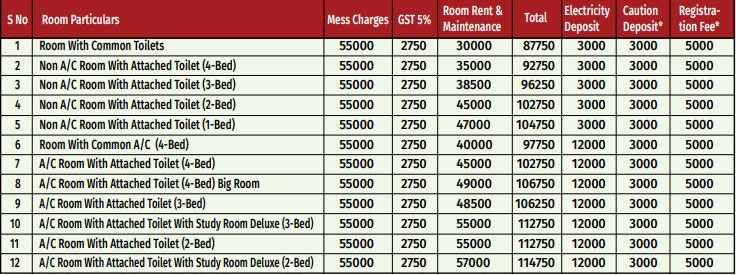 S No Room Particulars Mess Charges GST 5% Room Rent & Maintenance Total Electricity Deposit Caution Deposit* Registra-tion Fee*
1 Room With Common Toilets 55000 2750 30000 87750 3000 3000 5000
2 Non A/C Room With Attached Toilet (4-Bed) 55000 2750 35000 92750 3000 3000 5000
3 Non A/C Room With Attached Toilet (3-Bed) 55000 2750 38500 96250 3000 3000 5000
4 Non A/C Room With Attached Toilet (2-Bed) 55000 2750 45000 102750 3000 3000 5000
5 Non A/C Room With Attached Toilet (1-Bed) 55000 2750 47000 104750 3000 3000 5000
6 Room With Common A/C (4-Bed) 55000 2750 40000 97750 12000 3000 5000
7 A/C Room With Attached Toilet (4-Bed) 55000 2750 45000 102750 12000 3000 5000
8 A/C Room With Attached Toilet (4-Bed) Big Room 55000 2750 49000 106750 12000 3000 5000
9 A/C Room With Attached Toilet (3-Bed) 55000 2750 48500 106250 12000 3000 5000
10 A/C Room With Attached Toilet With Study Room Deluxe (3-Bed) 55000 2750 55000 112750 12000 3000 5000
11 A/C Room With Attached Toilet (2-Bed) 55000 2750 55000 112750 12000 3000 5000
12 A/C Room With Attached Toilet With Study Room Deluxe (2-Bed) 55000 2750 57000 114750 12000 3000 5000